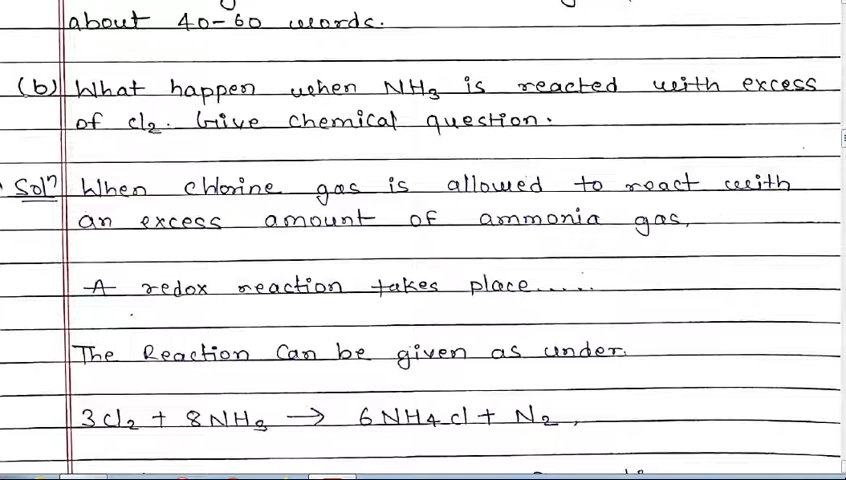 about 40-60 words.
(b) What happen when NH3 is reacted with excess
of cl2. Give chemical question.
Soln When chlorine gas is allowed to react with
an excess amount of ammonia gas,
A redox reaction takes place.....
The Reaction can be given as under.
3Cl2 + 8NH3 → 6NH4Cl + N2,